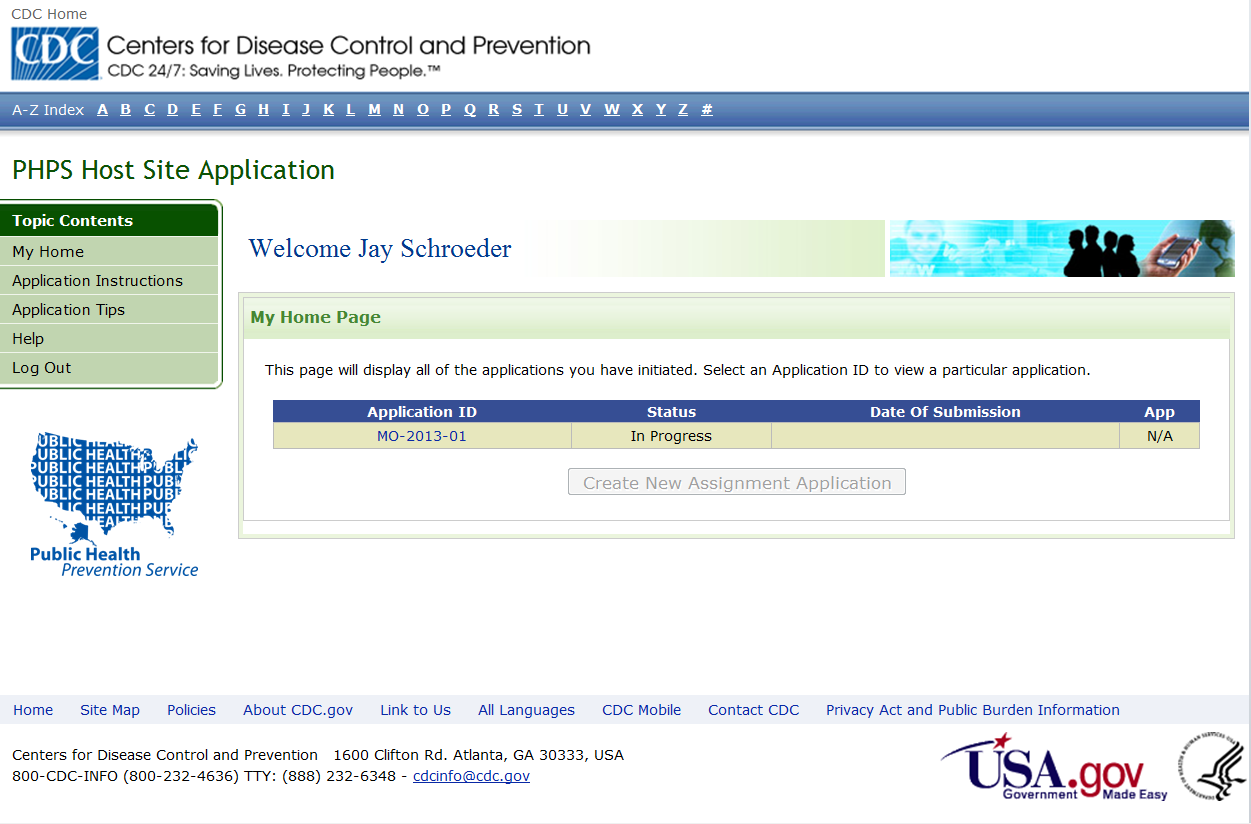 CDC Home
CDC Centers for Disease Control and Prevention
CDC 24/7: Saving Lives. Protecting People.™
A-Z Index A B C D E F G H I J K L M N O P Q R S T U V W X Y Z #
PHPS Host Site Application
Topic Contents
My Home
Application Instructions
Application Tips
Help
Log Out
Public Health
Prevention Service
Welcome Jay Schroeder
My Home Page
This page will display all of the applications you have initiated. Select an Application ID to view a particular application.
Application ID Status Date Of Submission App
MO-2013-01 In Progress N/A
Create New Assignment Application
Home Site Map Policies About CDC.gov Link to Us All Languages CDC Mobile Contact CDC Privacy Act and Public Burden Information
Centers for Disease Control and Prevention 1600 Clifton Rd. Atlanta, GA 30333, USA
800-CDC-INFO (800-232-4636) TTY: (888) 232-6348 - cdcinfo@cdc.gov
USA.gov
Government Made Easy